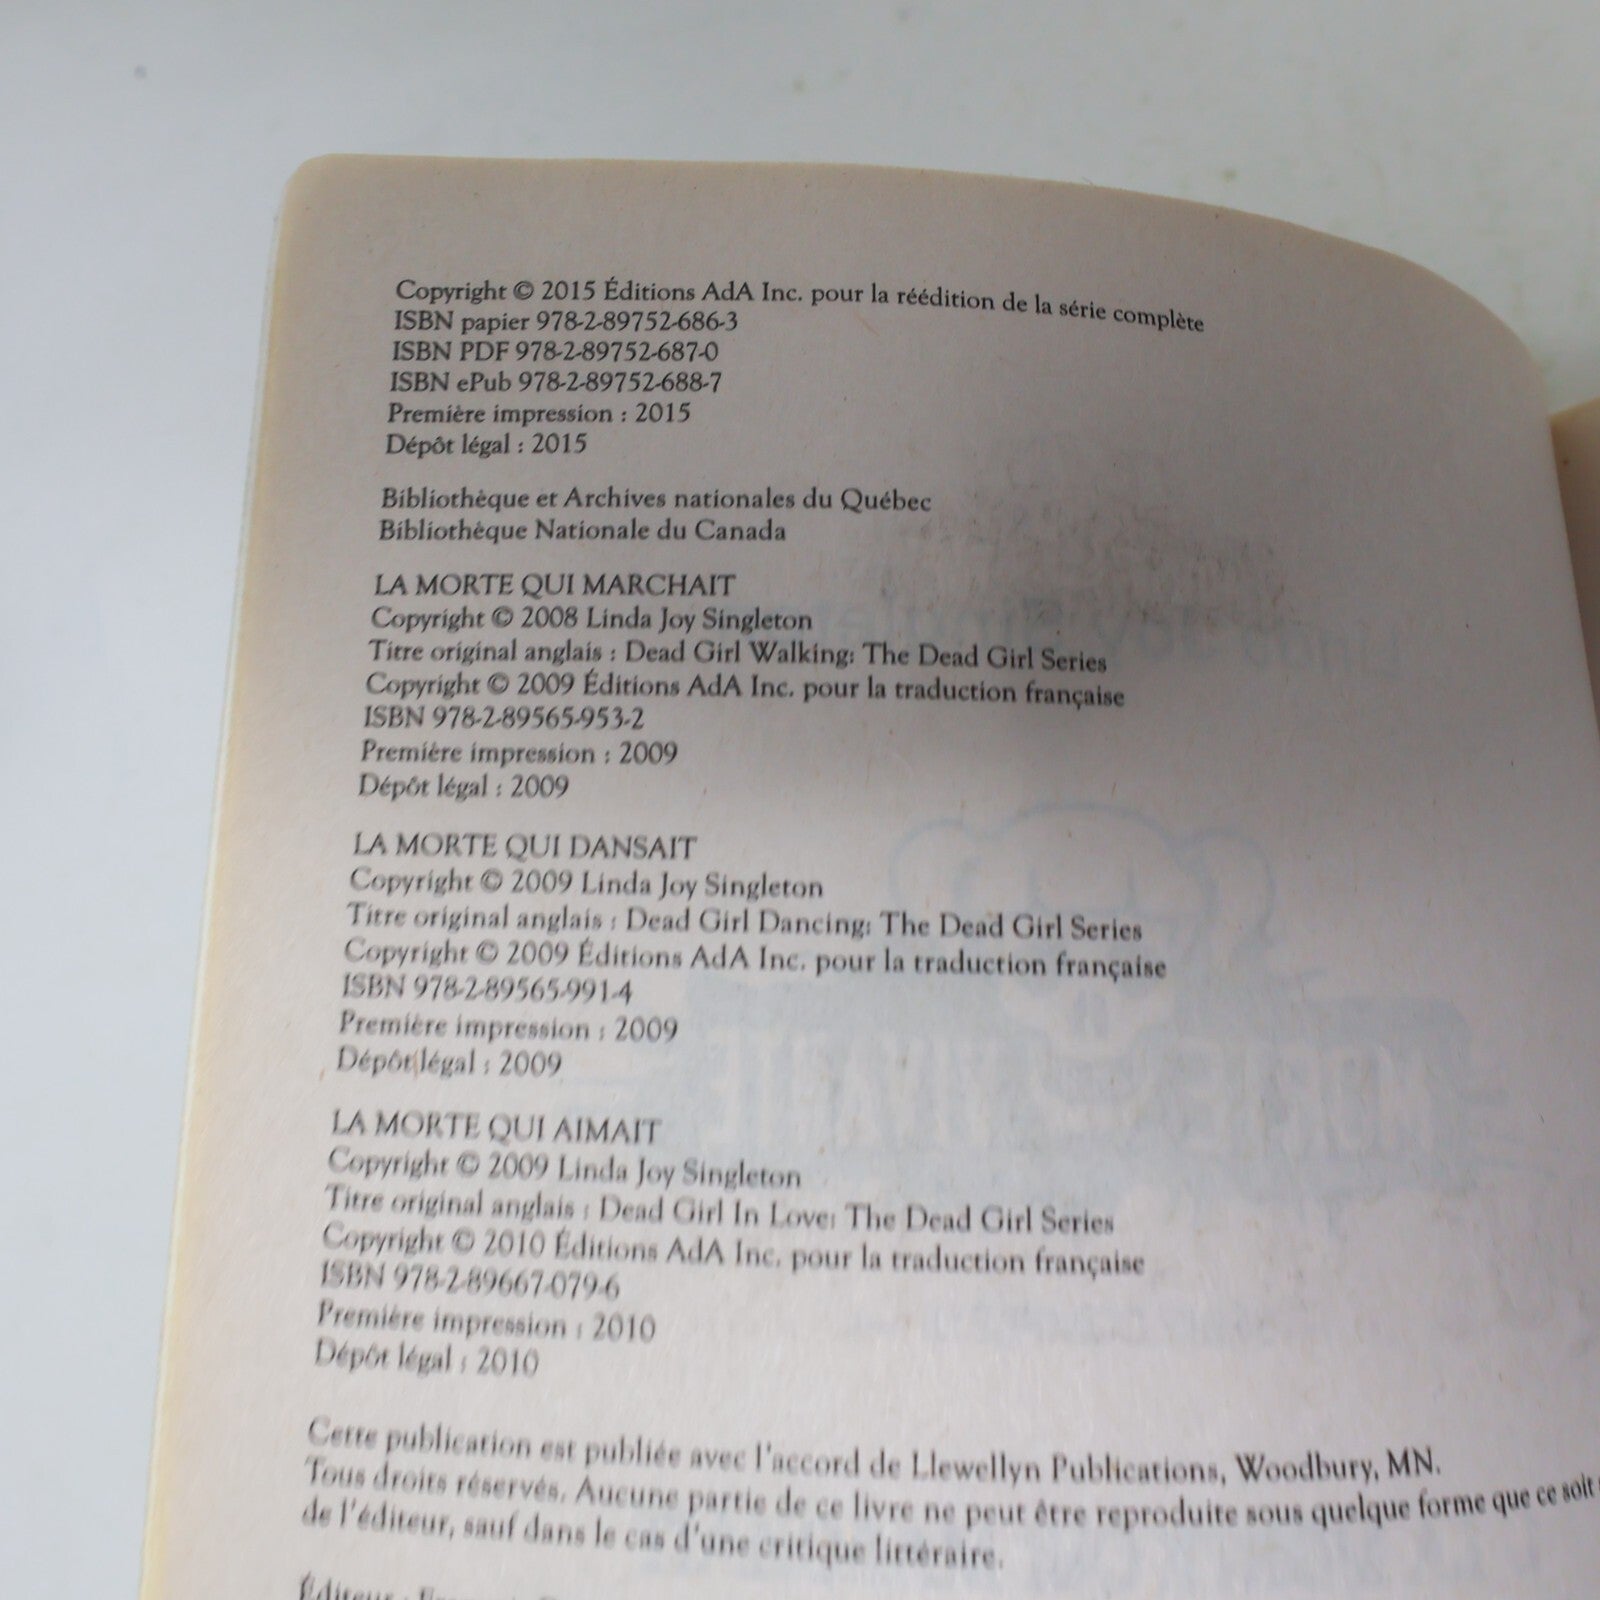 Copyright © 2015 Éditions AdA Inc. pour la réédition de la série complète
ISBN papier 978-2-89752-686-3
ISBN PDF 978-2-89752-687-0
ISBN ePub 978-2-89752-688-7
Première impression : 2015
Dépôt légal : 2015
Bibliothèque et Archives nationales du Québec
Bibliothèque Nationale du Canada
LA MORTE QUI MARCHAIT
Copyright © 2008 Linda Joy Singleton
Titre original anglais : Dead Girl Walking: The Dead Girl Series
Copyright © 2009 Éditions AdA Inc. pour la traduction française
ISBN 978-2-89565-953-2
Première impression : 2009
Dépôt légal : 2009
LA MORTE QUI DANSAIT
Copyright © 2009 Linda Joy Singleton
Titre original anglais : Dead Girl Dancing: The Dead Girl Series
Copyright © 2009 Éditions AdA Inc. pour la traduction française
ISBN 978-2-89565-991-4
Première impression : 2009
Dépôt légal : 2009
LA MORTE QUI AIMAIT
Copyright © 2009 Linda Joy Singleton
Titre original anglais : Dead Girl In Love: The Dead Girl Series
Copyright © 2010 Éditions AdA Inc. pour la traduction française
ISBN 978-2-89667-079-6
Première impression : 2010
Dépôt légal : 2010
Cette publication est publiée avec l'accord de Llewellyn Publications, Woodbury, MN.
Tous droits réservés. Aucune partie de ce livre ne peut être reproduite sous quelque forme que ce soit
de l'éditeur, sauf dans le cas d'une critique littéraire.
Éditeur :